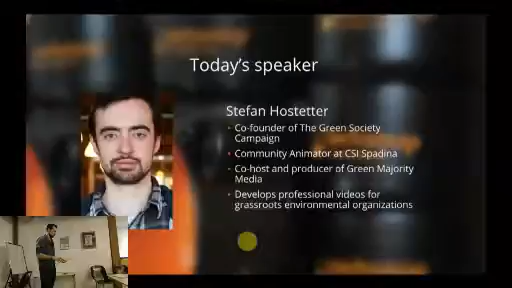 Today's speaker
Stefan Hostetter
Co-founder of The Green Society
Campaign
Community Animator at CSI Spadina
Co-host and producer of Green Majority
Media
Develops professional videos for
grassroots environmental organizations